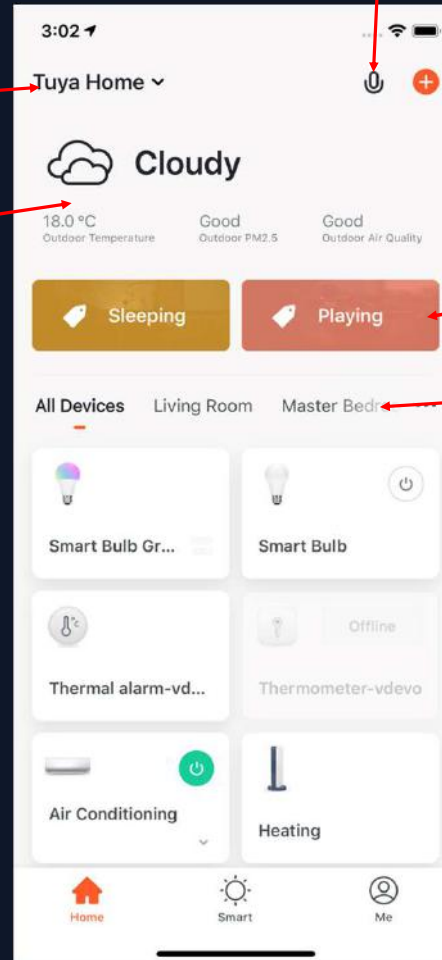 3:02
Tuya Home
Cloudy
18.0 °C Good Good
Outdoor Temperature Outdoor PM2.5 Outdoor Air Quality
Sleeping Playing
All Devices Living Room Master Bedr
Smart Bulb Gr... Smart Bulb
Offline
Thermal alarm-vd... Thermometer-vdevo
Air Conditioning
Heating
Home Smart Me